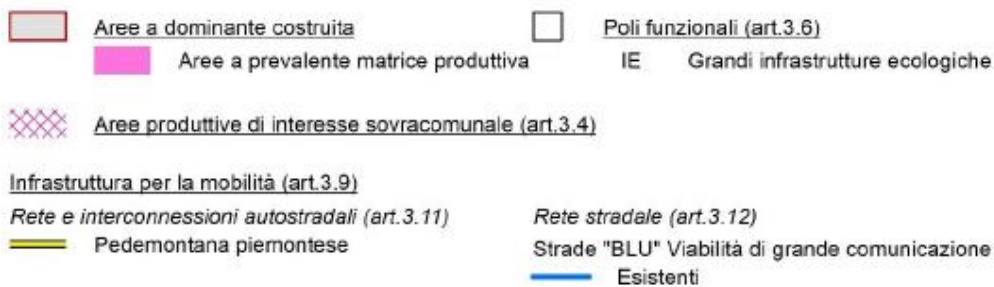 Aree a dominante costruita
Aree a prevalente matrice produttiva
Aree produttive di interesse sovracomunale (art.3.4)
Poli funzionali (art.3.6)
IE Grandi infrastrutture ecologiche
Infrastruttura per la mobilità (art.3.9)
Rete e interconnessioni autostradali (art.3.11)
Pedemontana piemontese
Rete stradale (art.3.12)
Strade "BLU" Viabilità di grande comunicazione
Esistenti